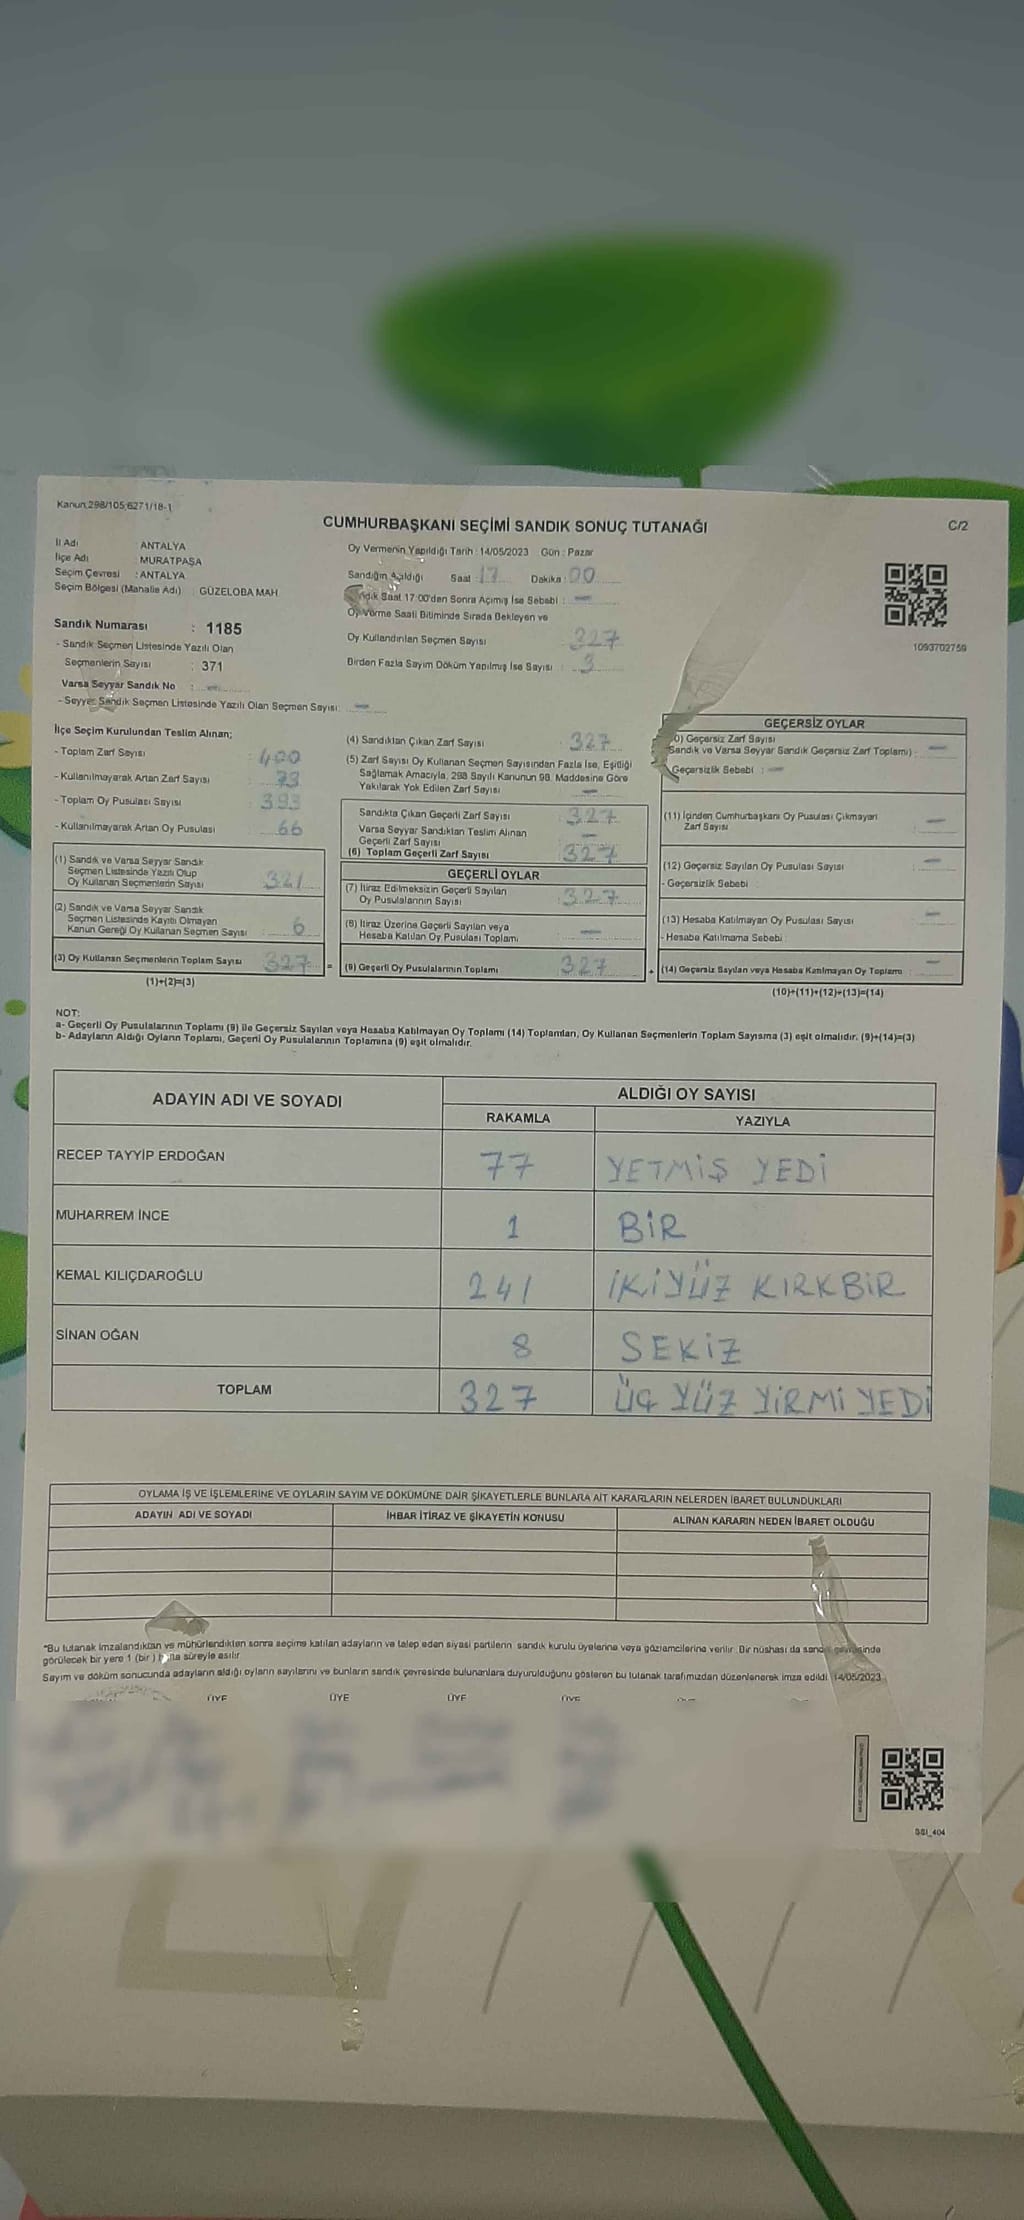 Kanun 298/105;6271/18-1
CUMHURBAŞKANI SEÇİMİ SANDIK SONUÇ TUTANAĞI
C/2
İl Adı : ANTALYA
İlçe Adı : MURATPAŞA
Seçim Çevresi : ANTALYA
Seçim Bölgesi (Mahalle Adı) : GÜZELOBA MAH.
Oy Vermenin Yapıldığı Tarih : 14/05/2023 Gün : Pazar
Sandığın Açıldığı Saat 17 Dakika : 00
Saat 17:00'den Sonra Açılmış İse Sebebi : -
Oy Verme Saati Bitiminde Sırada Bekleyen ve
Oy Kullandırılan Seçmen Sayısı : 327
Birden Fazla Sayım Döküm Yapılmış İse Sayısı : 3
1093702759
Sandık Numarası : 1185
- Sandık Seçmen Listesinde Yazılı Olan
Seçmenlerin Sayısı : 371
Varsa Seyyar Sandık No : -
- Seyyar Sandık Seçmen Listesinde Yazılı Olan Seçmen Sayısı: -
İlçe Seçim Kurulundan Teslim Alınan;
- Toplam Zarf Sayısı : 400
- Kullanılmayarak Artan Zarf Sayısı : 73
- Toplam Oy Pusulası Sayısı : 393
- Kullanılmayarak Artan Oy Pusulası : 66
(1) Sandık ve Varsa Seyyar Sandık
Seçmen Listesinde Yazılı Olup
Oy Kullanan Seçmenlerin Sayısı : 321
(2) Sandık ve Varsa Seyyar Sandık
Seçmen Listesinde Kayıtlı Olmayan
Kanun Gereği Oy Kullanan Seçmen Sayısı : 6
(3) Oy Kullanan Seçmenlerin Toplam Sayısı 327 =
(1)+(2)=(3)
(4) Sandıktan Çıkan Zarf Sayısı : 327
(5) Zarf Sayısı Oy Kullanan Seçmen Sayısından Fazla İse, Eşitliği
Sağlamak Amacıyla, 298 Sayılı Kanunun 98. Maddesine Göre
Yakılarak Yok Edilen Zarf Sayısı : -
Sandıkta Çıkan Geçerli Zarf Sayısı : 327
Varsa Seyyar Sandıktan Teslim Alınan
Geçerli Zarf Sayısı : -
(6) Toplam Geçerli Zarf Sayısı : 327
GEÇERLİ OYLAR
(7) İtiraz Edilmeksizin Geçerli Sayılan
Oy Pusulalarının Sayısı : 327
(8) İtiraz Üzerine Geçerli Sayılan veya
Hesaba Katılan Oy Pusulası Toplamı : -
(9) Geçerli Oy Pusulalarının Toplamı : 327 +
GEÇERSİZ OYLAR
0) Geçersiz Zarf Sayısı
Sandık ve Varsa Seyyar Sandık Geçersiz Zarf Toplamı) : -
Geçersizlik Sebebi : -
(11) İçinden Cumhurbaşkanı Oy Pusulası Çıkmayan
Zarf Sayısı : -
(12) Geçersiz Sayılan Oy Pusulası Sayısı : -
- Geçersizlik Sebebi :
(13) Hesaba Katılmayan Oy Pusulası Sayısı : -
- Hesaba Katılmama Sebebi :
(14) Geçersiz Sayılan veya Hesaba Katılmayan Oy Toplamı : -
(10)+(11)+(12)+(13)=(14)
NOT:
a- Geçerli Oy Pusulalarının Toplamı (9) ile Geçersiz Sayılan veya Hesaba Katılmayan Oy Toplamı (14) Toplamları, Oy Kullanan Seçmenlerin Toplam Sayısına (3) eşit olmalıdır. (9)+(14)=(3)
b- Adayların Aldığı Oyların Toplamı, Geçerli Oy Pusulalarının Toplamına (9) eşit olmalıdır.
ADAYIN ADI VE SOYADI
ALDIĞI OY SAYISI
RAKAMLA YAZIYLA
RECEP TAYYİP ERDOĞAN 77 YETMİŞ YEDİ
MUHARREM İNCE 1 BİR
KEMAL KILIÇDAROĞLU 241 İKİYÜZ KIRKBİR
SİNAN OĞAN 8 SEKİZ
TOPLAM 327 ÜÇ YÜZ YİRMİ YEDİ
OYLAMA İŞ VE İŞLEMLERİNE VE OYLARIN SAYIM VE DÖKÜMÜNE DAİR ŞİKAYETLERLE BUNLARA AİT KARARLARIN NELERDEN İBARET BULUNDUKLARI
ADAYIN ADI VE SOYADI İHBAR İTİRAZ VE ŞİKAYETİN KONUSU ALINAN KARARIN NEDEN İBARET OLDUĞU
*Bu tutanak imzalandıktan ve mühürlendikten sonra seçime katılan adayların ve talep eden siyasi partilerin sandık kurulu üyelerine veya gözlemcilerine verilir. Bir nüshası da sandık çevresinde
görülecek bir yere 1 (bir) hafta süreyle asılır.
Sayım ve döküm sonucunda adayların aldığı oyların sayılarını ve bunların sandık çevresinde bulunanlara duyurulduğunu gösteren bu tutanak tarafımızdan düzenlenerek imza edildi. 14/05/2023
ÜYE ÜYE ÜYE ÜYE
SSI_404